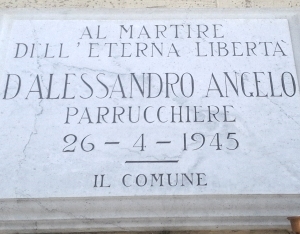 AL MARTIRE
DELL'ETERNA LIBERTÀ
D'ALESSANDRO ANGELO
PARRUCCHIERE
26 - 4 - 1945
IL COMUNE